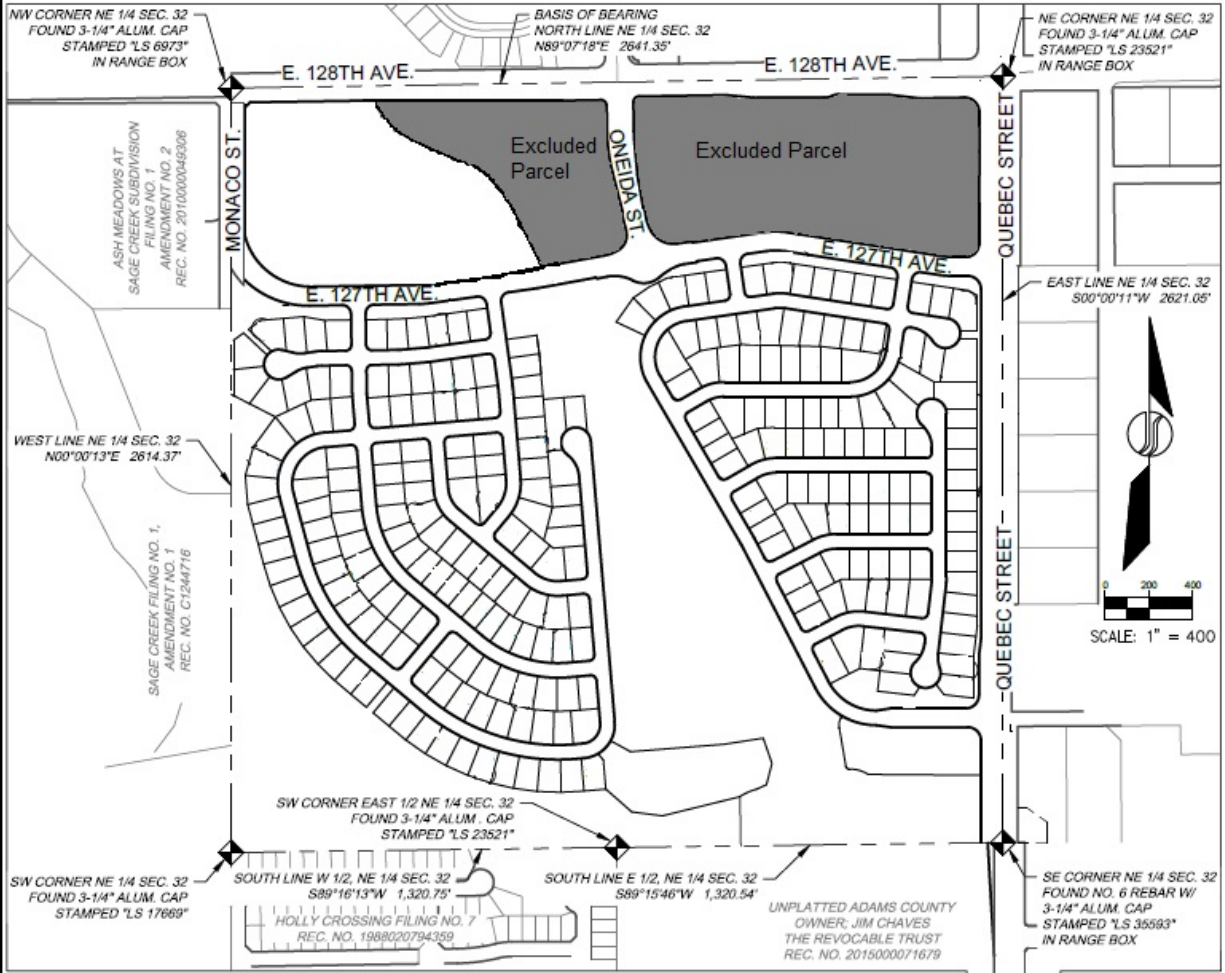 NW CORNER NE 1/4 SEC. 32
FOUND 3-1/4" ALUM. CAP
STAMPED "LS 6973"
IN RANGE BOX
BASIS OF BEARING
NORTH LINE NE 1/4 SEC. 32
N89°07'18"E 2641.35'
NE CORNER NE 1/4 SEC. 32
FOUND 3-1/4" ALUM. CAP
STAMPED "LS 23521"
IN RANGE BOX
E. 128TH AVE.
E. 128TH AVE.
ASH MEADOWS AT
SAGE CREEK SUBDIVISION
FILING NO. 1
AMENDMENT NO. 2
REC. NO. 2010000049306
MONACO ST.
Excluded
Parcel
ONEIDA ST.
Excluded Parcel
QUEBEC STREET
E. 127TH AVE.
E. 127TH AVE.
EAST LINE NE 1/4 SEC. 32
S00°00'11"W 2621.05'
WEST LINE NE 1/4 SEC. 32
N00°00'13"E 2614.37'
SAGE CREEK FILING NO. 1,
AMENDMENT NO. 1
REC. NO. C1244716
QUEBEC STREET
0 200 400
SCALE: 1" = 400
SW CORNER EAST 1/2 NE 1/4 SEC. 32
FOUND 3-1/4" ALUM . CAP
STAMPED "LS 23521"
SW CORNER NE 1/4 SEC. 32
FOUND 3-1/4" ALUM. CAP
STAMPED "LS 17669"
SOUTH LINE W 1/2, NE 1/4 SEC. 32
S89°16'13"W 1,320.75'
SOUTH LINE E 1/2, NE 1/4 SEC. 32
S89°15'46"W 1,320.54'
HOLLY CROSSING FILING NO. 7
REC. NO. 1988020794359
UNPLATTED ADAMS COUNTY
OWNER; JIM CHAVES
THE REVOCABLE TRUST
REC. NO. 2015000071679
SE CORNER NE 1/4 SEC. 32
FOUND NO. 6 REBAR W/
3-1/4" ALUM. CAP
STAMPED "LS 35593"
IN RANGE BOX